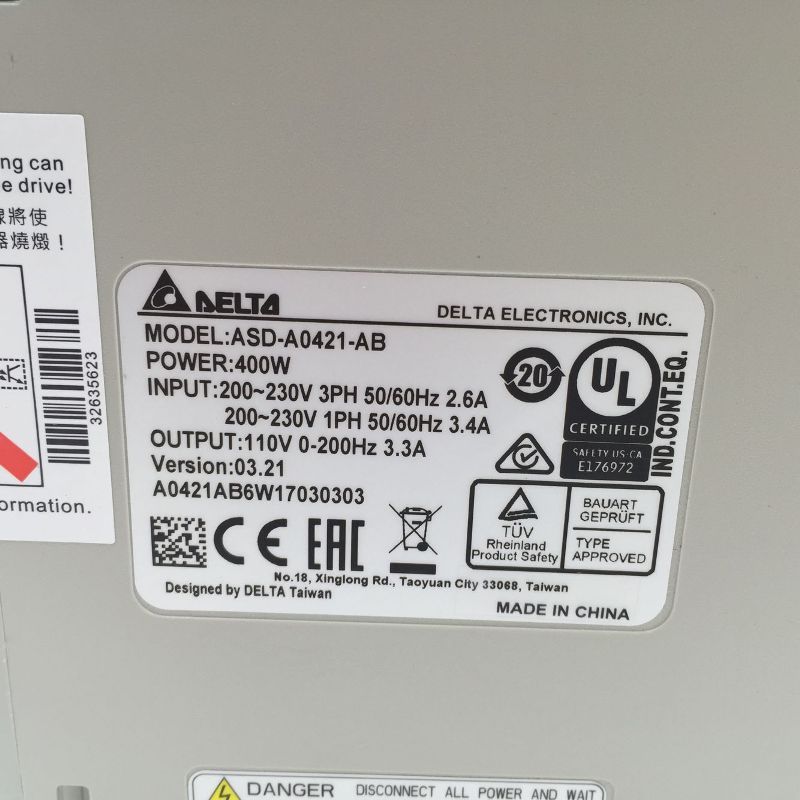 ng can
e drive!
線將使
器燒燬！
32635623
ormation.
DELTA
DELTA ELECTRONICS, INC.
MODEL:ASD-A0421-AB
POWER:400W
INPUT:200~230V 3PH 50/60Hz 2.6A
200~230V 1PH 50/60Hz 3.4A
OUTPUT:110V 0-200Hz 3.3A
Version:03.21
A0421AB6W17030303
20
UL
CERTIFIED
SAFETY US-CA
E176972
IND.CONT.EQ.
CE EAC
TÜV
Rheinland
Product Safety
BAUART
GEPRÜFT
TYPE
APPROVED
No.18, Xinglong Rd., Taoyuan City 33068, Taiwan
Designed by DELTA Taiwan
MADE IN CHINA
DANGER DISCONNECT ALL POWER AND WAIT